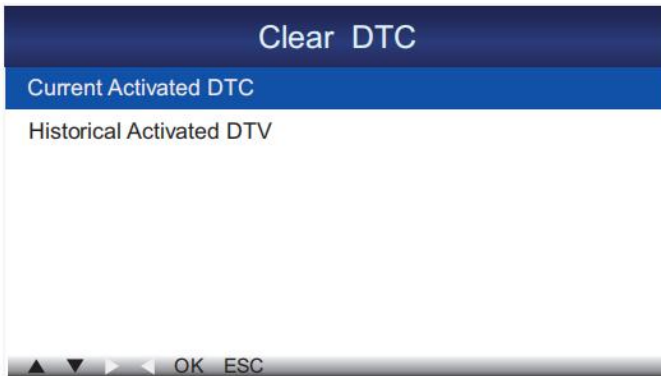 Clear DTC
Current Activated DTC
Historical Activated DTV
▲ ▼ ▶ ◀ OK ESC